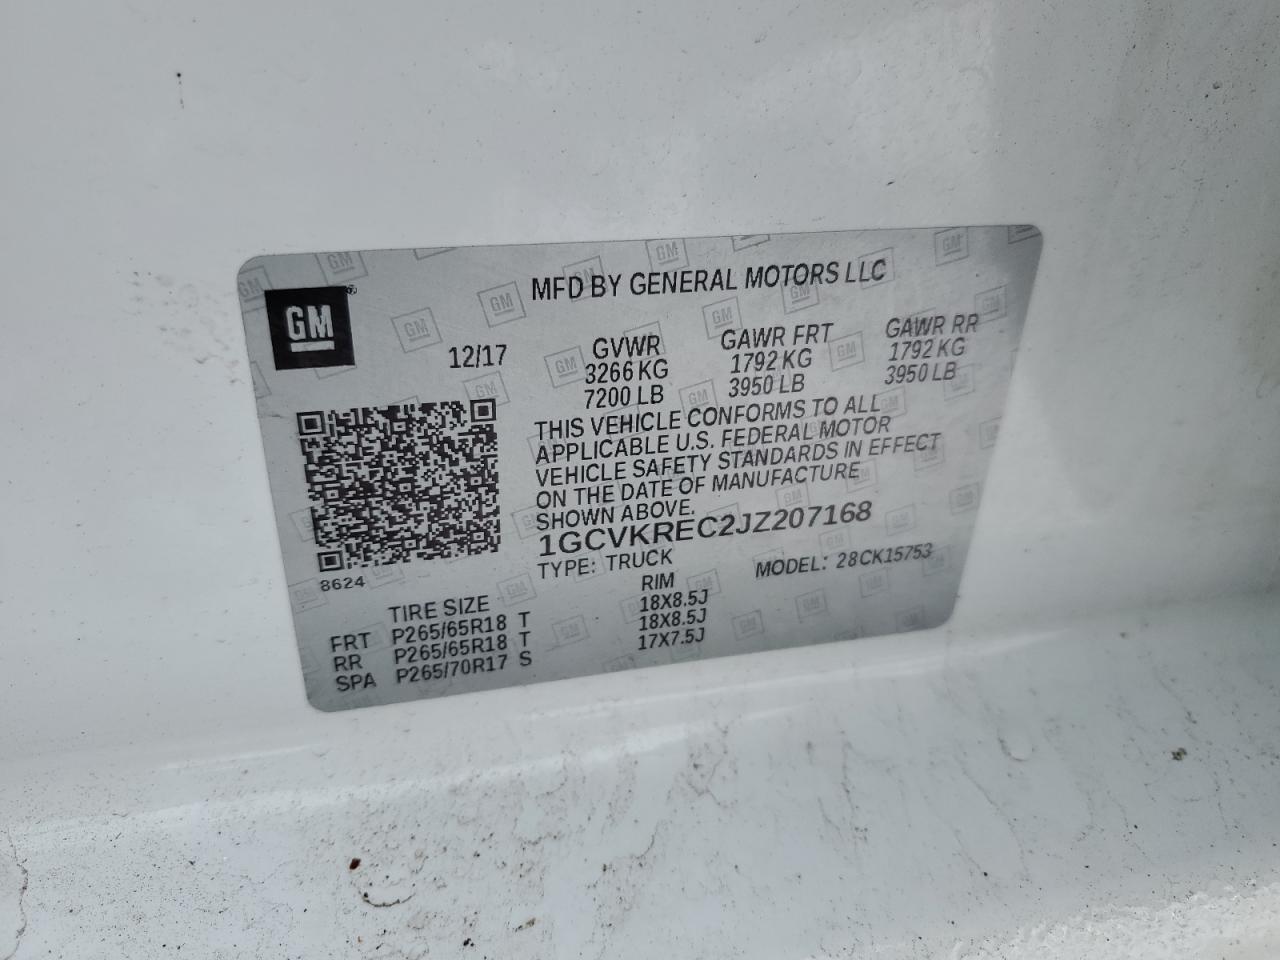 MFD BY GENERAL MOTORS LLC
GM
12/17 GVWR GAWR FRT GAWR RR
3266 KG 1792 KG 1792 KG
7200 LB 3950 LB 3950 LB
THIS VEHICLE CONFORMS TO ALL
APPLICABLE U.S. FEDERAL MOTOR
VEHICLE SAFETY STANDARDS IN EFFECT
ON THE DATE OF MANUFACTURE
SHOWN ABOVE.
1GCVKREC2JZ207168
TYPE: TRUCK MODEL: 28CK15753
8624
TIRE SIZE RIM
FRT P265/65R18 T 18X8.5J
RR P265/65R18 T 18X8.5J
SPA P265/70R17 S 17X7.5J